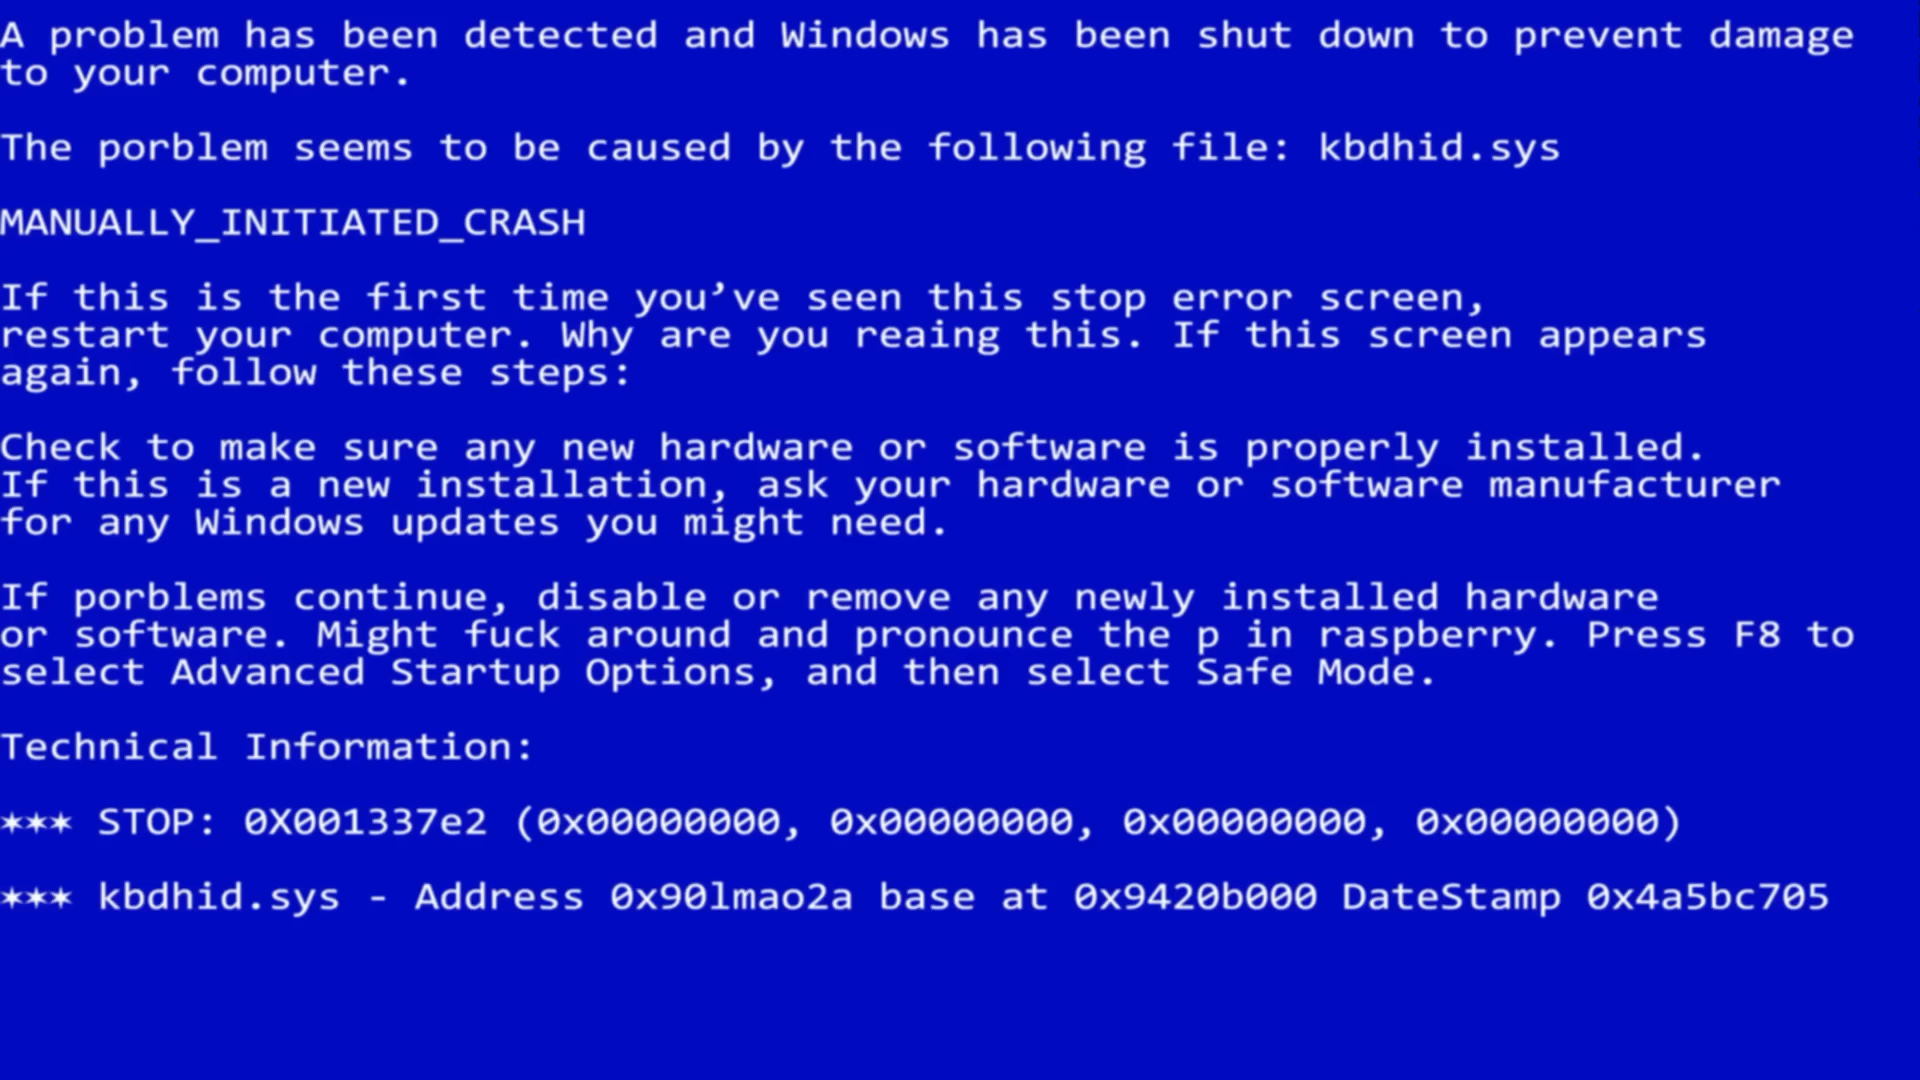 A problem has been detected and Windows has been shut down to prevent damage
to your computer.
The porblem seems to be caused by the following file: kbdhid.sys
MANUALLY_INITIATED_CRASH
If this is the first time you’ve seen this stop error screen,
restart your computer. Why are you reaing this. If this screen appears
again, follow these steps:
Check to make sure any new hardware or software is properly installed.
If this is a new installation, ask your hardware or software manufacturer
for any Windows updates you might need.
If porblems continue, disable or remove any newly installed hardware
or software. Might fuck around and pronounce the p in raspberry. Press F8 to
select Advanced Startup Options, and then select Safe Mode.
Technical Information:
*** STOP: 0X001337e2 (0x00000000, 0x00000000, 0x00000000, 0x00000000)
*** kbdhid.sys - Address 0x90lmao2a base at 0x9420b000 DateStamp 0x4a5bc705